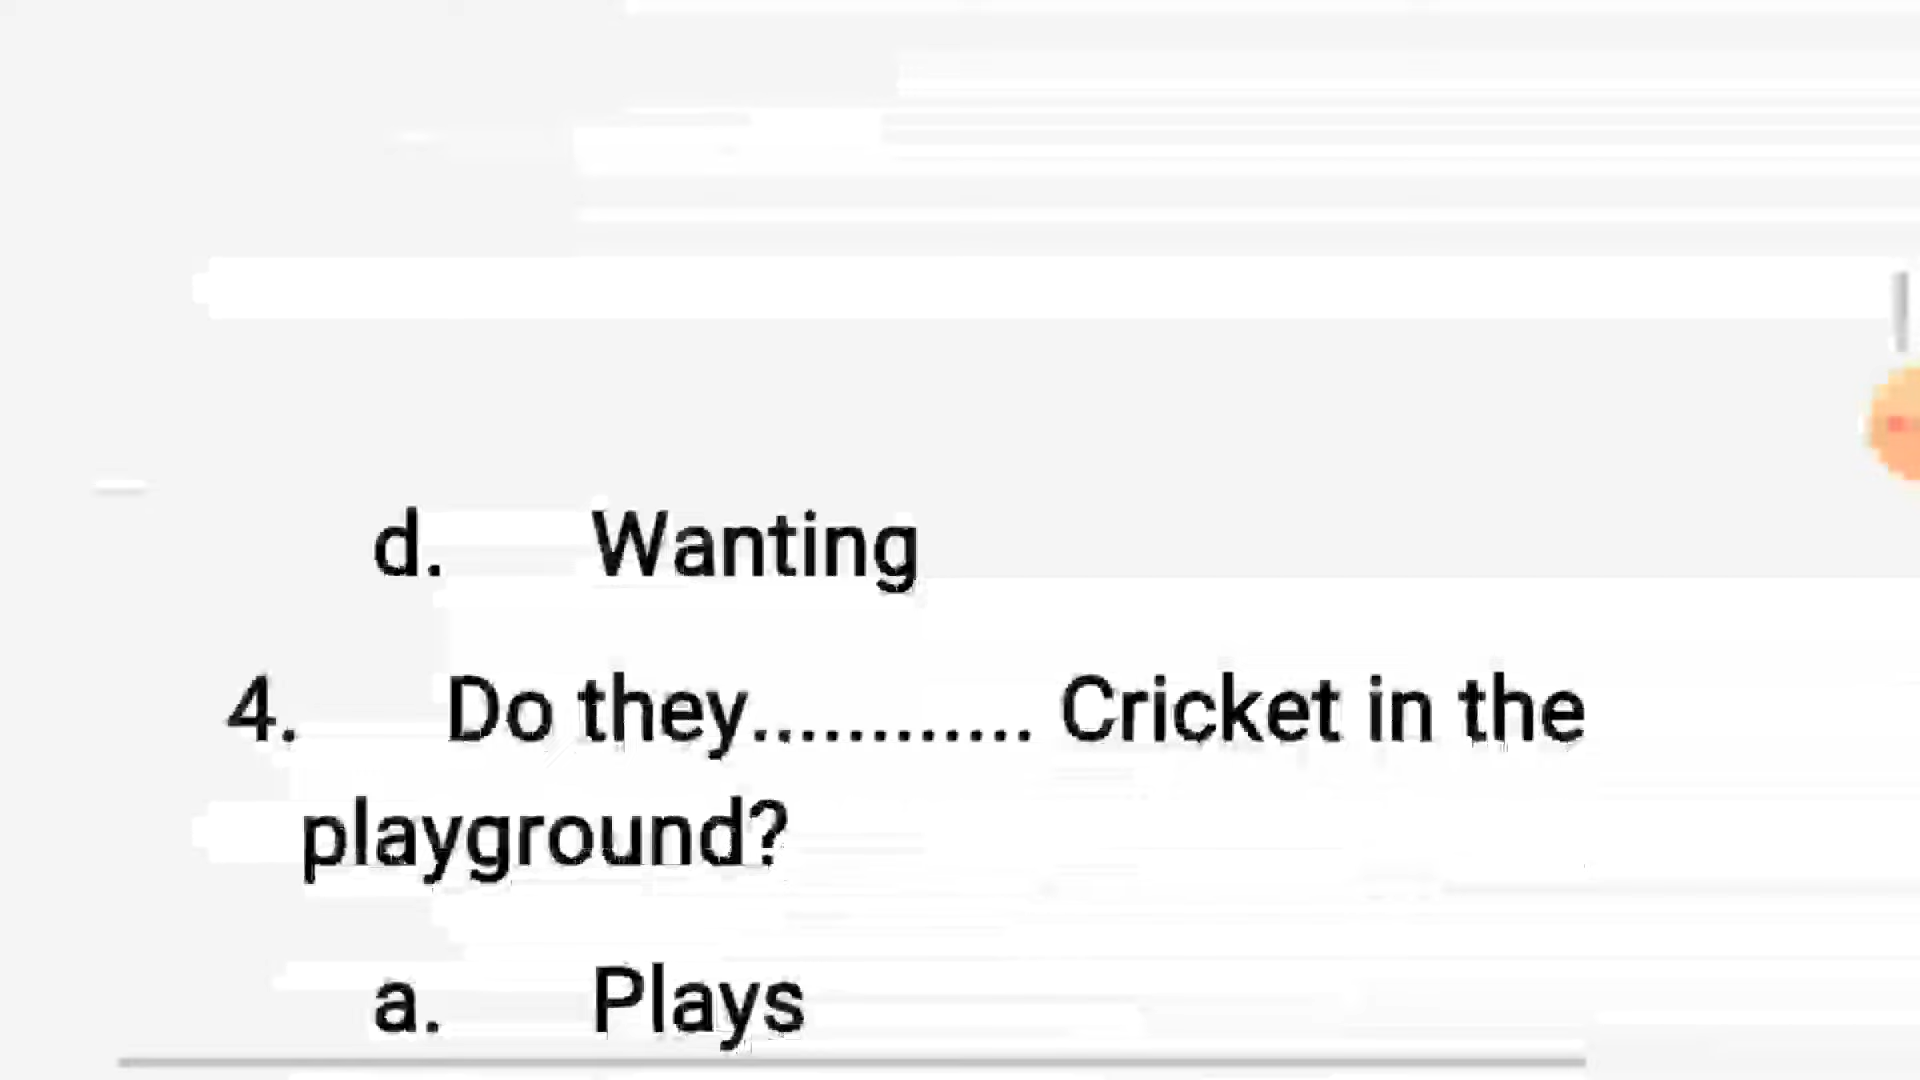 d. Wanting
4. Do they............ Cricket in the
playground?
a. Plays